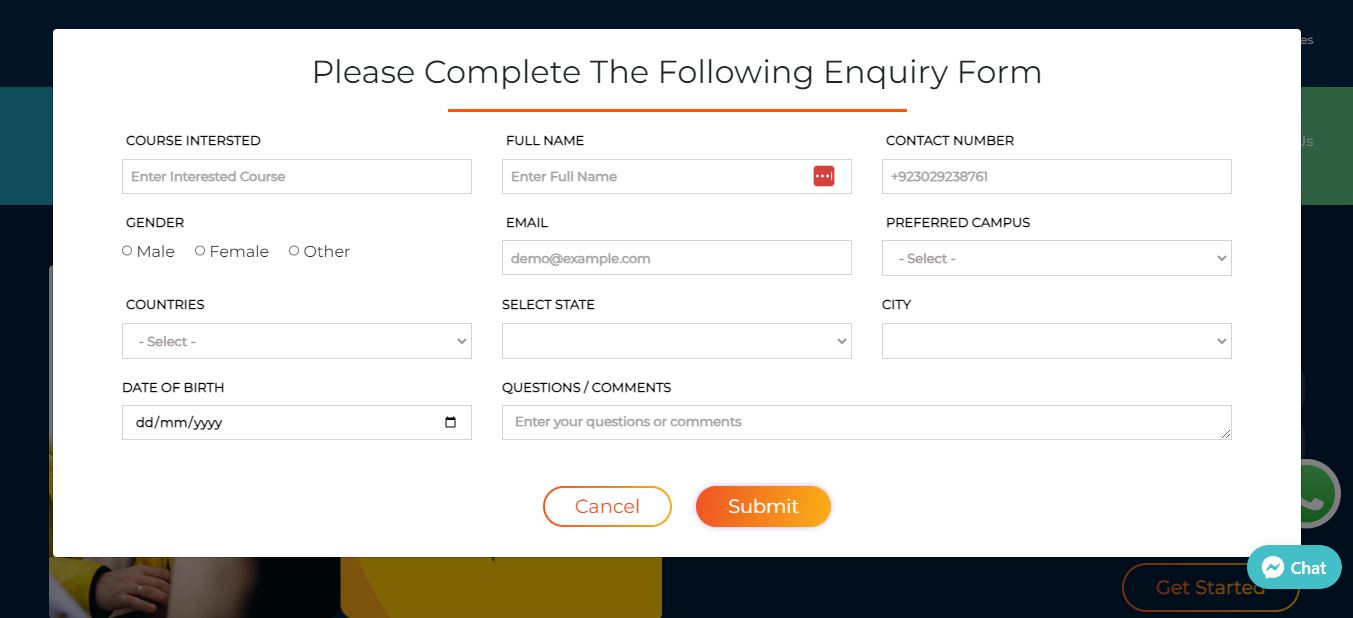 es
Please Complete The Following Enquiry Form
COURSE INTERSTED
FULL NAME
CONTACT NUMBER
Enter Interested Course
Enter Full Name
+923029238761
Us
GENDER
EMAIL
PREFERRED CAMPUS
Male Female Other
demo@example.com
- Select -
COUNTRIES
SELECT STATE
CITY
- Select -
DATE OF BIRTH
QUESTIONS / COMMENTS
dd/mm/yyyy
Enter your questions or comments
Cancel
Submit
Chat
Get Started